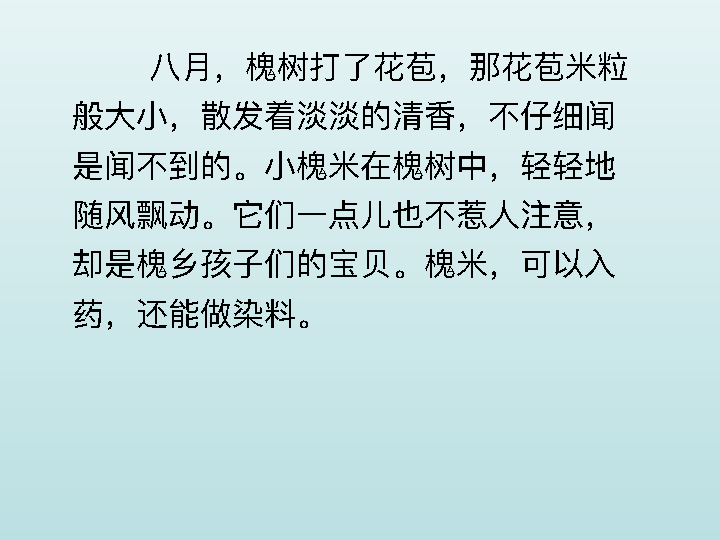 八月，槐树打了花苞，那花苞米粒
般大小，散发着淡淡的清香，不仔细闻
是闻不到的。小槐米在槐树中，轻轻地
随风飘动。它们一点儿也不惹人注意，
却是槐乡孩子们的宝贝。槐米，可以入
药，还能做染料。